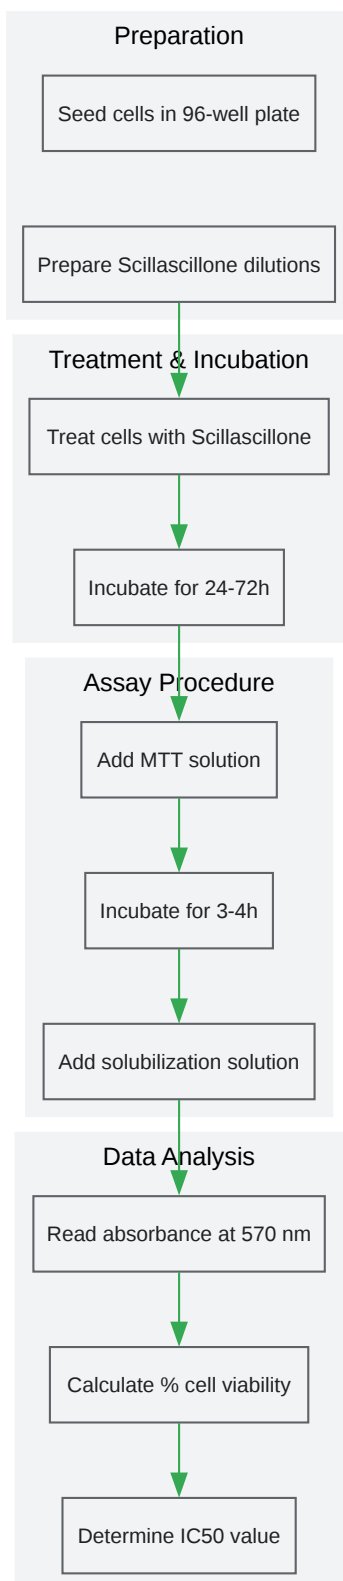 Preparation
Seed cells in 96-well plate
Prepare Scillascillone dilutions
Treatment & Incubation
Treat cells with Scillascillone
Incubate for 24-72h
Assay Procedure
Add MTT solution
Incubate for 3-4h
Add solubilization solution
Data Analysis
Read absorbance at 570 nm
Calculate % cell viability
Determine IC50 value